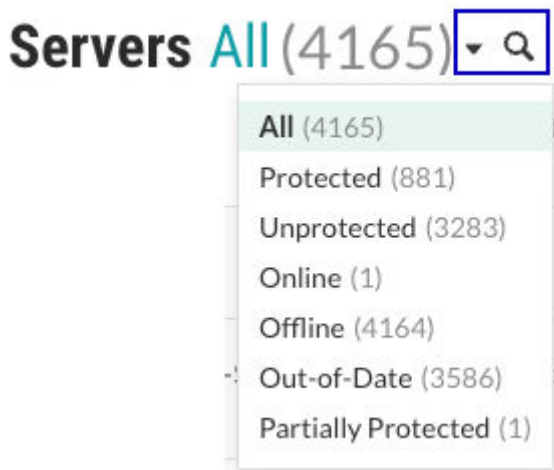 Servers All (4165)
All (4165)
Protected (881)
Unprotected (3283)
Online (1)
Offline (4164)
Out-of-Date (3586)
Partially Protected (1)